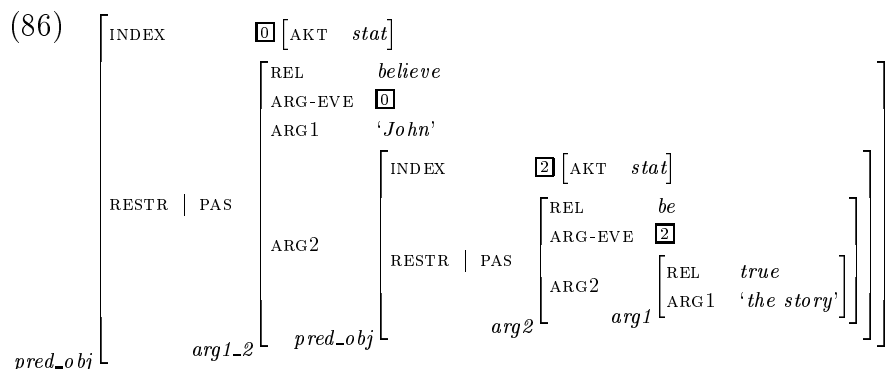 (86)
INDEX 0 [AKT stat]
REL believe
ARG-EVE 0
ARG1 ‘John’
INDEX 2 [AKT stat]
RESTR | PAS
REL be
ARG-EVE 2
ARG2
RESTR | PAS
REL true
ARG2
ARG1 ‘the story’
arg1
arg2
pred_obj
arg1_2
pred_obj